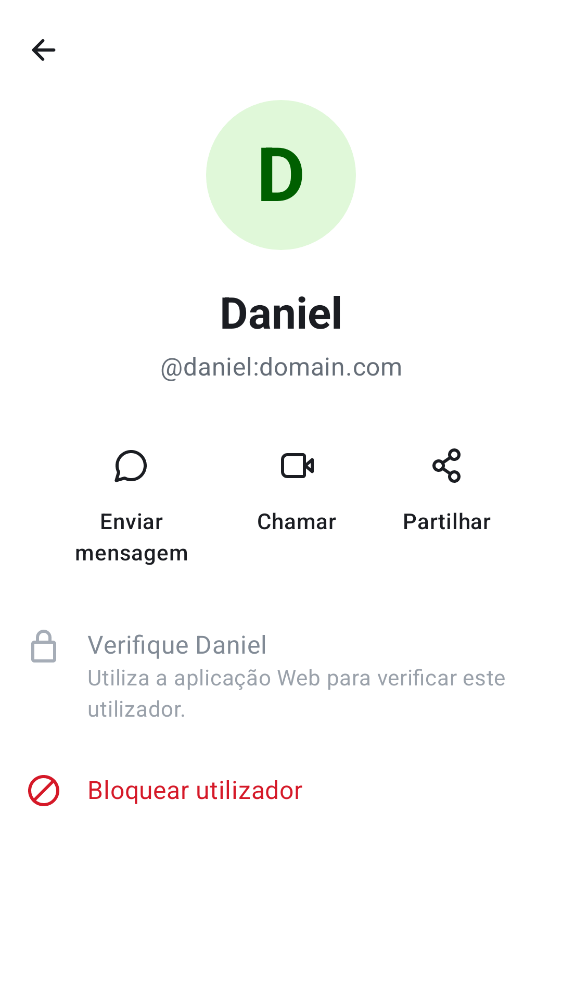 D
Daniel
@daniel:domain.com
Enviar
mensagem
Chamar
Partilhar
Verifique Daniel
Utiliza a aplicação Web para verificar este
utilizador.
Bloquear utilizador